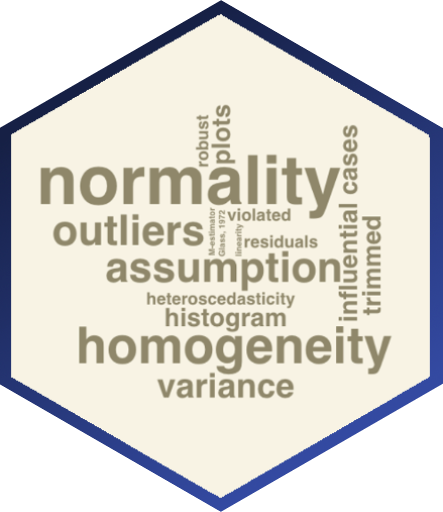 robust
plots
normality
influential cases
outliers
M-estimator
Glass, 1972
violated
linearity
residuals
trimmed
assumption
heteroscedasticity
histogram
homogeneity
variance